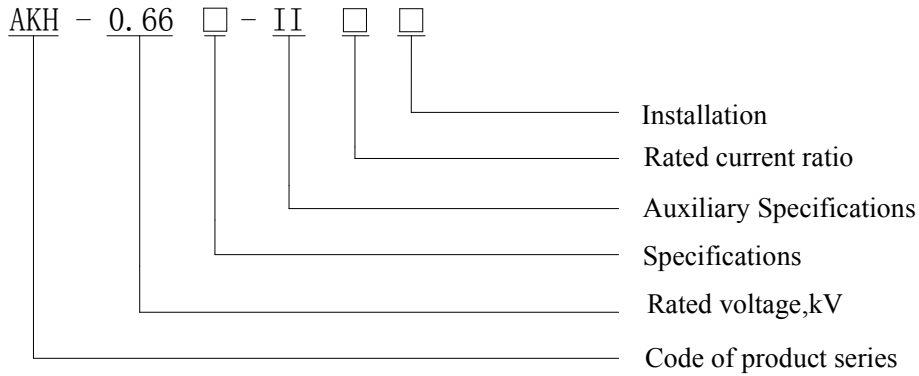 AKH - 0.66 □ - II □ □
Installation
Rated current ratio
Auxiliary Specifications
Specifications
Rated voltage,kV
Code of product series